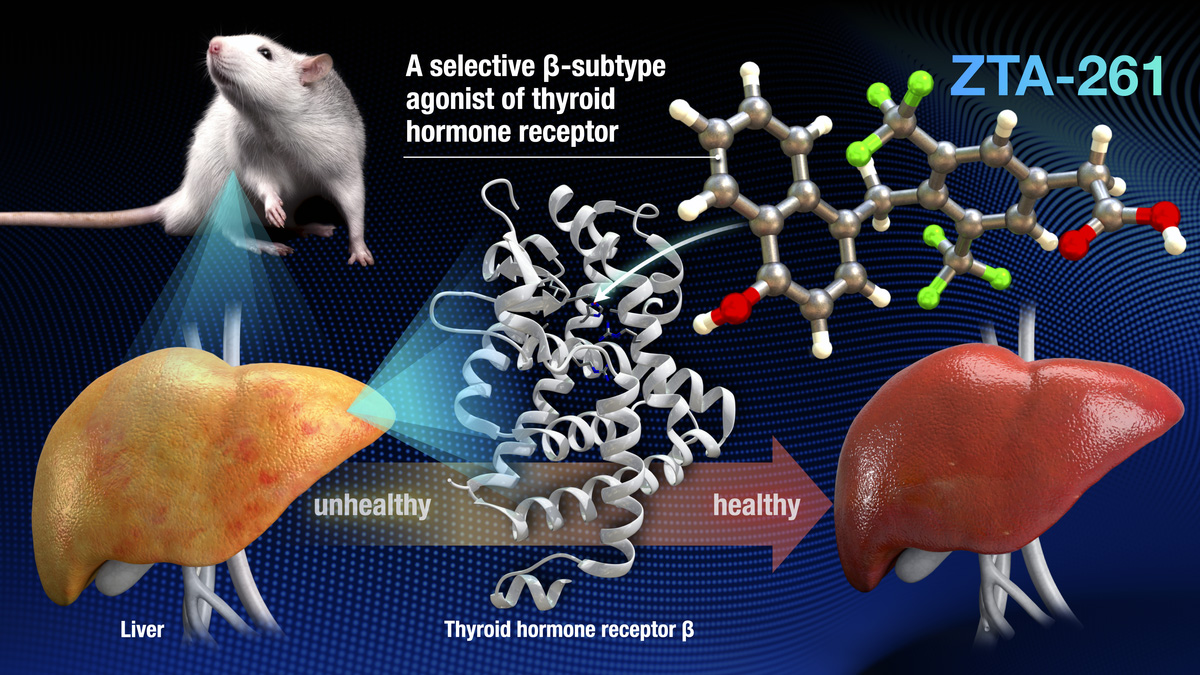 A selective β-subtype
agonist of thyroid
hormone receptor
ZTA-261
unhealthy
healthy
Liver
Thyroid hormone receptor β